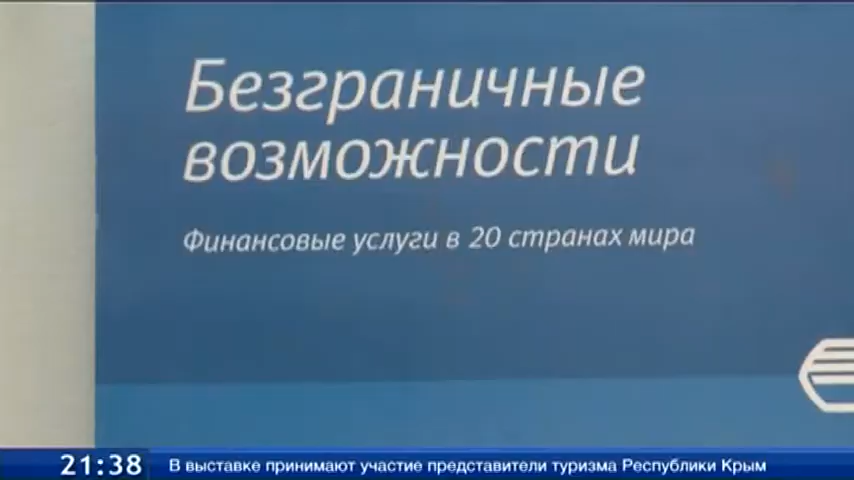 Безграничные
возможности
Финансовые услуги в 20 странах мира
21:38 В выставке принимают участие представители туризма Республики Крым